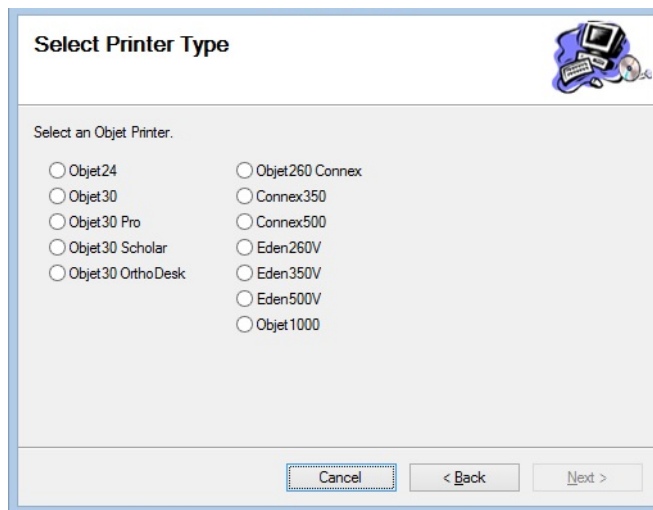 Select Printer Type
Select an Objet Printer.
Objet24
Objet30
Objet30 Pro
Objet30 Scholar
Objet30 OrthoDesk
Objet260 Connex
Connex350
Connex500
Eden260V
Eden350V
Eden500V
Objet1000
Cancel
< Back
Next >